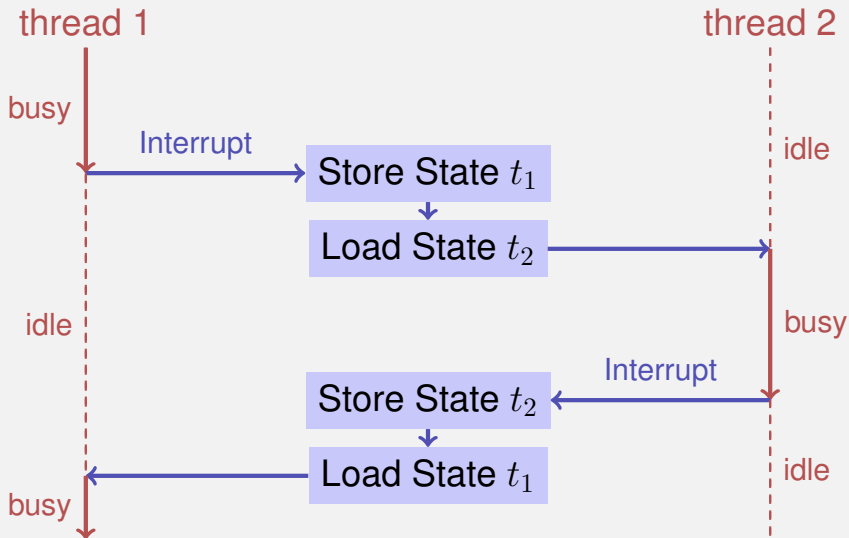 thread 1
thread 2
busy
Interrupt
idle
Store State t₁
Load State t₂
idle
busy
Interrupt
Store State t₂
Load State t₁
idle
busy